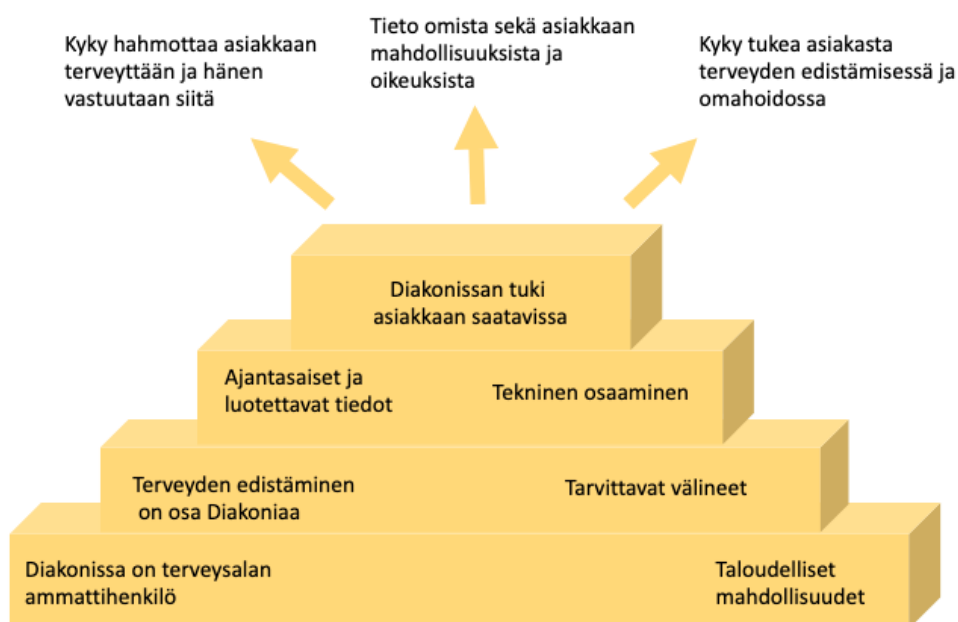 Kyky hahmottaa asiakkaan
terveyttään ja hänen
vastuutaan siitä
Tieto omista sekä asiakkaan
mahdollisuuksista ja
oikeuksista
Kyky tukea asiakasta
terveyden edistämisessä ja
omahoidossa
Diakonissan tuki
asiakkaan saatavissa
Ajantasaiset ja
luotettavat tiedot
Tekninen osaaminen
Terveyden edistäminen
on osa Diakoniaa
Tarvittavat välineet
Diakonissa on terveysalan
ammattihenkilö
Taloudelliset
mahdollisuudet